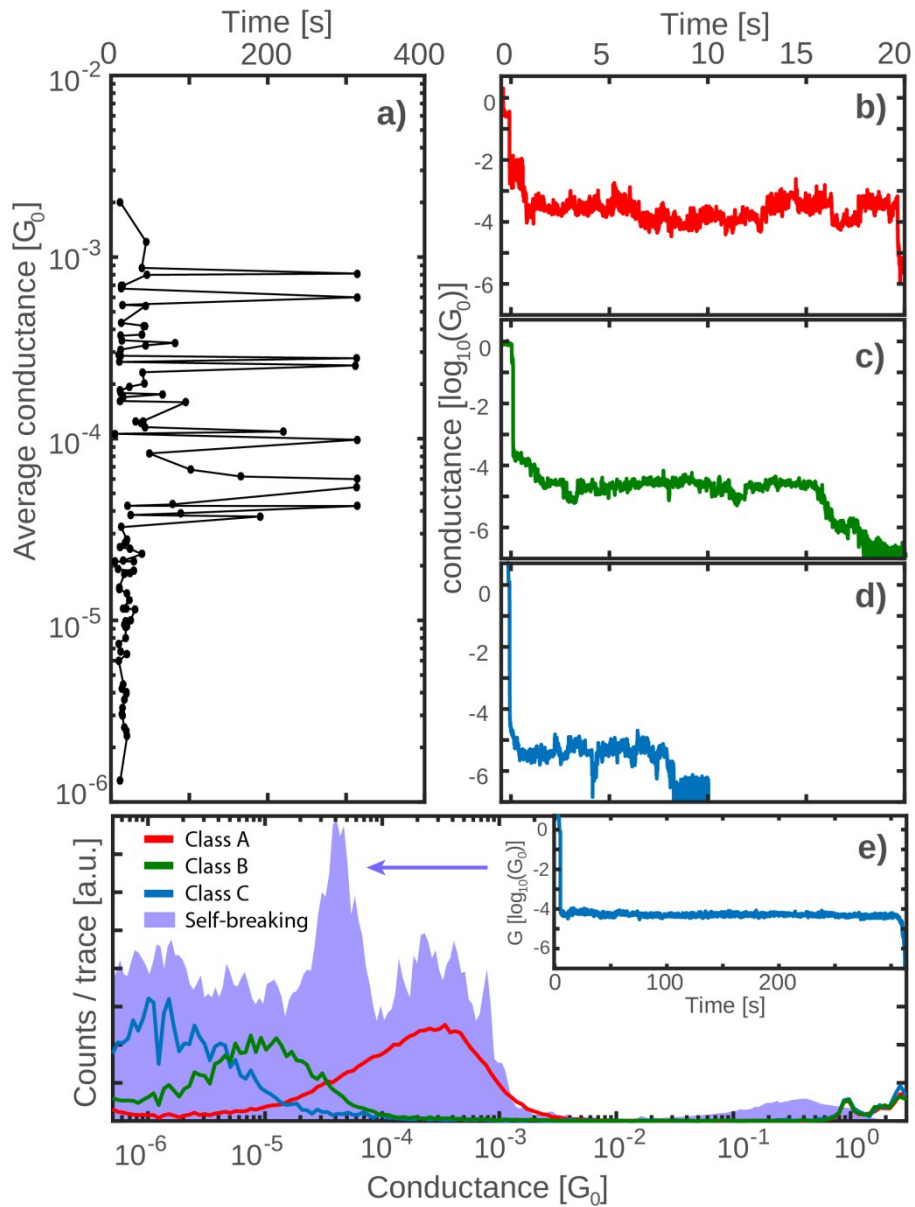 Time [s]
0 200 400
a)
10-2
10-3
10-4
10-5
10-6
Average conductance [G0]
Time [s]
0 5 10 15 20
b)
0
-2
-4
-6
c)
0
-2
-4
-6
d)
0
-2
-4
-6
conductance [log10(G0)]
Class A
Class B
Class C
Self-breaking
Counts / trace [a.u.]
e)
G [log10(G0)]
0
-2
-4
-6
0 100 200
Time [s]
10-6 10-5 10-4 10-3 10-2 10-1 100
Conductance [G0]